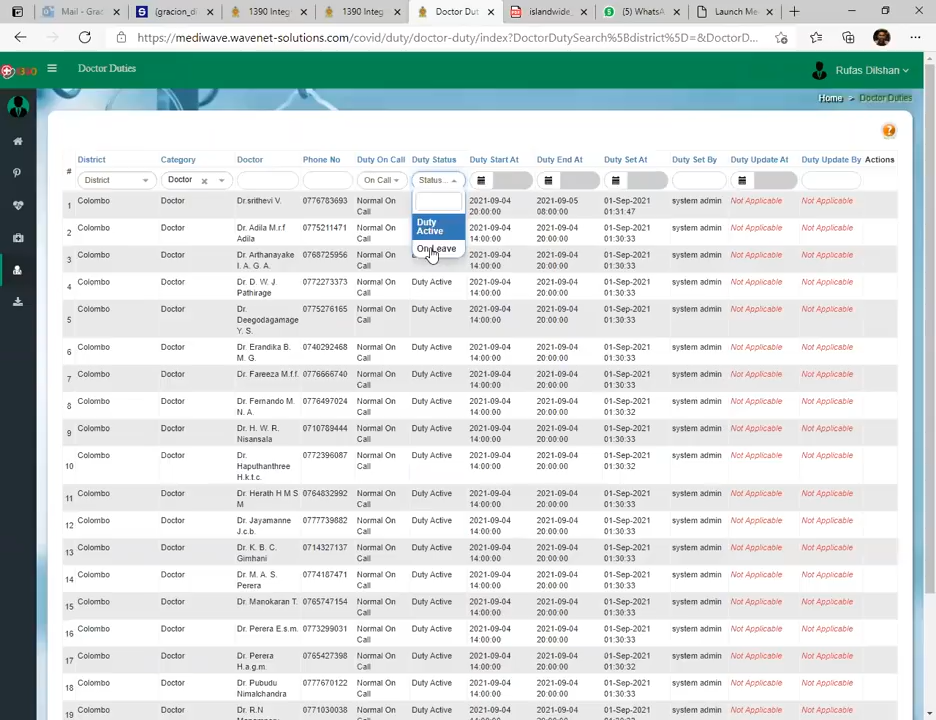 Mail - Grac
(gracion_di
1390 Integ
1390 Integ
Doctor Dut
islandwide_
(5) WhatsA
Launch Me
https://mediwave.wavenet-solutions.com/covid/duty/doctor-duty/index?DoctorDutySearch%5Bdistrict%5D=&DoctorD...
1390 Doctor Duties Rufas Dilshan
Home > Doctor Duties
# District Category Doctor Phone No Duty On Call Duty Status Duty Start At Duty End At Duty Set At Duty Set By Duty Update At Duty Update By Actions
District Doctor × On Call Status...
Duty Active
On Leave
1 Colombo Doctor Dr.srithevi V. 0776783693 Normal On Call 2021-09-04 20:00:00 2021-09-05 08:00:00 01-Sep-2021 01:31:47 system admin Not Applicable Not Applicable
2 Colombo Doctor Dr. Adila M.r.f Adila 0775211471 Normal On Call 2021-09-04 14:00:00 2021-09-04 20:00:00 01-Sep-2021 01:30:33 system admin Not Applicable Not Applicable
3 Colombo Doctor Dr. Arthanayake I. A. G. A. 0768725956 Normal On Call 2021-09-04 14:00:00 2021-09-04 20:00:00 01-Sep-2021 01:30:33 system admin Not Applicable Not Applicable
4 Colombo Doctor Dr. D. W. J. Pathirage 0772273373 Normal On Call Duty Active 2021-09-04 14:00:00 2021-09-04 20:00:00 01-Sep-2021 01:30:33 system admin Not Applicable Not Applicable
5 Colombo Doctor Dr. Deegodagamage Y. S. 0775276165 Normal On Call Duty Active 2021-09-04 14:00:00 2021-09-04 20:00:00 01-Sep-2021 01:30:33 system admin Not Applicable Not Applicable
6 Colombo Doctor Dr. Erandika B. M. G. 0740292468 Normal On Call Duty Active 2021-09-04 14:00:00 2021-09-04 20:00:00 01-Sep-2021 01:30:33 system admin Not Applicable Not Applicable
7 Colombo Doctor Dr. Fareeza M.f.f. 0776666740 Normal On Call Duty Active 2021-09-04 14:00:00 2021-09-04 20:00:00 01-Sep-2021 01:30:33 system admin Not Applicable Not Applicable
8 Colombo Doctor Dr. Fernando M. N. A. 0776497024 Normal On Call Duty Active 2021-09-04 14:00:00 2021-09-04 20:00:00 01-Sep-2021 01:30:32 system admin Not Applicable Not Applicable
9 Colombo Doctor Dr. H. W. R. Nisansala 0710789444 Normal On Call Duty Active 2021-09-04 14:00:00 2021-09-04 20:00:00 01-Sep-2021 01:30:33 system admin Not Applicable Not Applicable
10 Colombo Doctor Dr. Haputhanthree H.k.t.c. 0772396087 Normal On Call Duty Active 2021-09-04 14:00:00 2021-09-04 20:00:00 01-Sep-2021 01:30:32 system admin Not Applicable Not Applicable
11 Colombo Doctor Dr. Herath H M S M 0764832992 Normal On Call Duty Active 2021-09-04 14:00:00 2021-09-04 20:00:00 01-Sep-2021 01:30:33 system admin Not Applicable Not Applicable
12 Colombo Doctor Dr. Jayamanne J.c.b. 0777739882 Normal On Call Duty Active 2021-09-04 14:00:00 2021-09-04 20:00:00 01-Sep-2021 01:30:33 system admin Not Applicable Not Applicable
13 Colombo Doctor Dr. K. B. C. Gimhani 0714327137 Normal On Call Duty Active 2021-09-04 14:00:00 2021-09-04 20:00:00 01-Sep-2021 01:30:33 system admin Not Applicable Not Applicable
14 Colombo Doctor Dr. M. A. S. Perera 0774187471 Normal On Call Duty Active 2021-09-04 14:00:00 2021-09-04 20:00:00 01-Sep-2021 01:30:33 system admin Not Applicable Not Applicable
15 Colombo Doctor Dr. Manokaran T. 0765747154 Normal On Call Duty Active 2021-09-04 14:00:00 2021-09-04 20:00:00 01-Sep-2021 01:30:33 system admin Not Applicable Not Applicable
16 Colombo Doctor Dr. Perera E.s.m. 0773299031 Normal On Call Duty Active 2021-09-04 14:00:00 2021-09-04 20:00:00 01-Sep-2021 01:30:33 system admin Not Applicable Not Applicable
17 Colombo Doctor Dr. Perera H.a.g.m. 0765427398 Normal On Call Duty Active 2021-09-04 14:00:00 2021-09-04 20:00:00 01-Sep-2021 01:30:32 system admin Not Applicable Not Applicable
18 Colombo Doctor Dr. Pubudu Nimalchandra 0777670122 Normal On Call Duty Active 2021-09-04 14:00:00 2021-09-04 20:00:00 01-Sep-2021 01:30:33 system admin Not Applicable Not Applicable
19 Colombo Doctor Dr. R.N 0771030038 Normal On Duty Active 2021-09-04 2021-09-04 01-Sep-2021 system admin Not Applicable Not Applicable